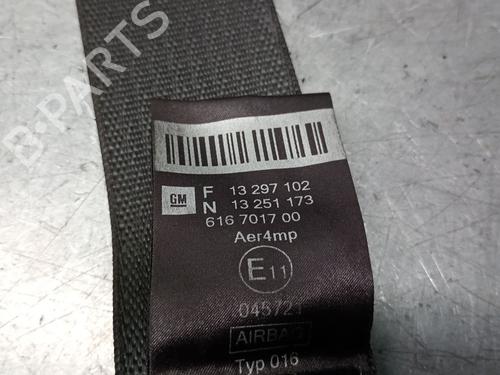 B-PARTS
GM F 13 297 102
N 13 251 173
616 7017 00
Aer4mp
E11
045721
AIRBAG
Typ 016